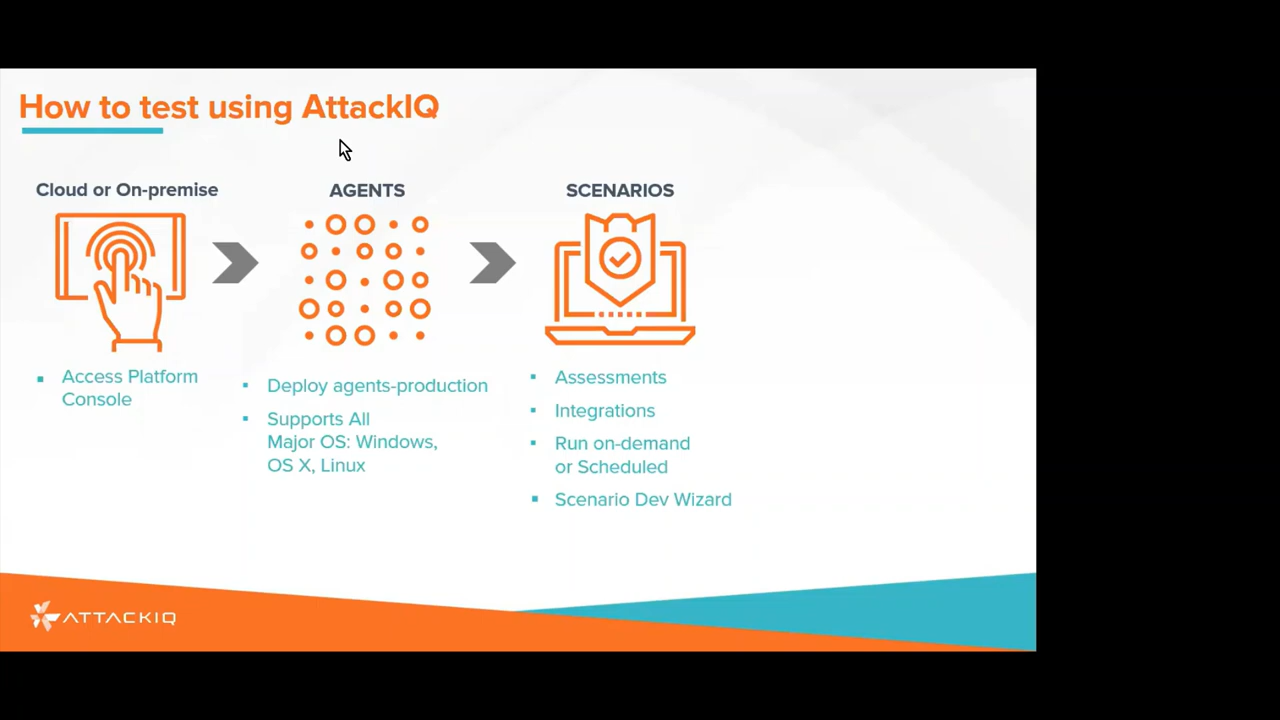 How to test using AttackIQ
Cloud or On-premise
Access Platform
Console
AGENTS
Deploy agents-production
Supports All
Major OS: Windows,
OS X, Linux
SCENARIOS
Assessments
Integrations
Run on-demand
or Scheduled
Scenario Dev Wizard
ATTACKIQ